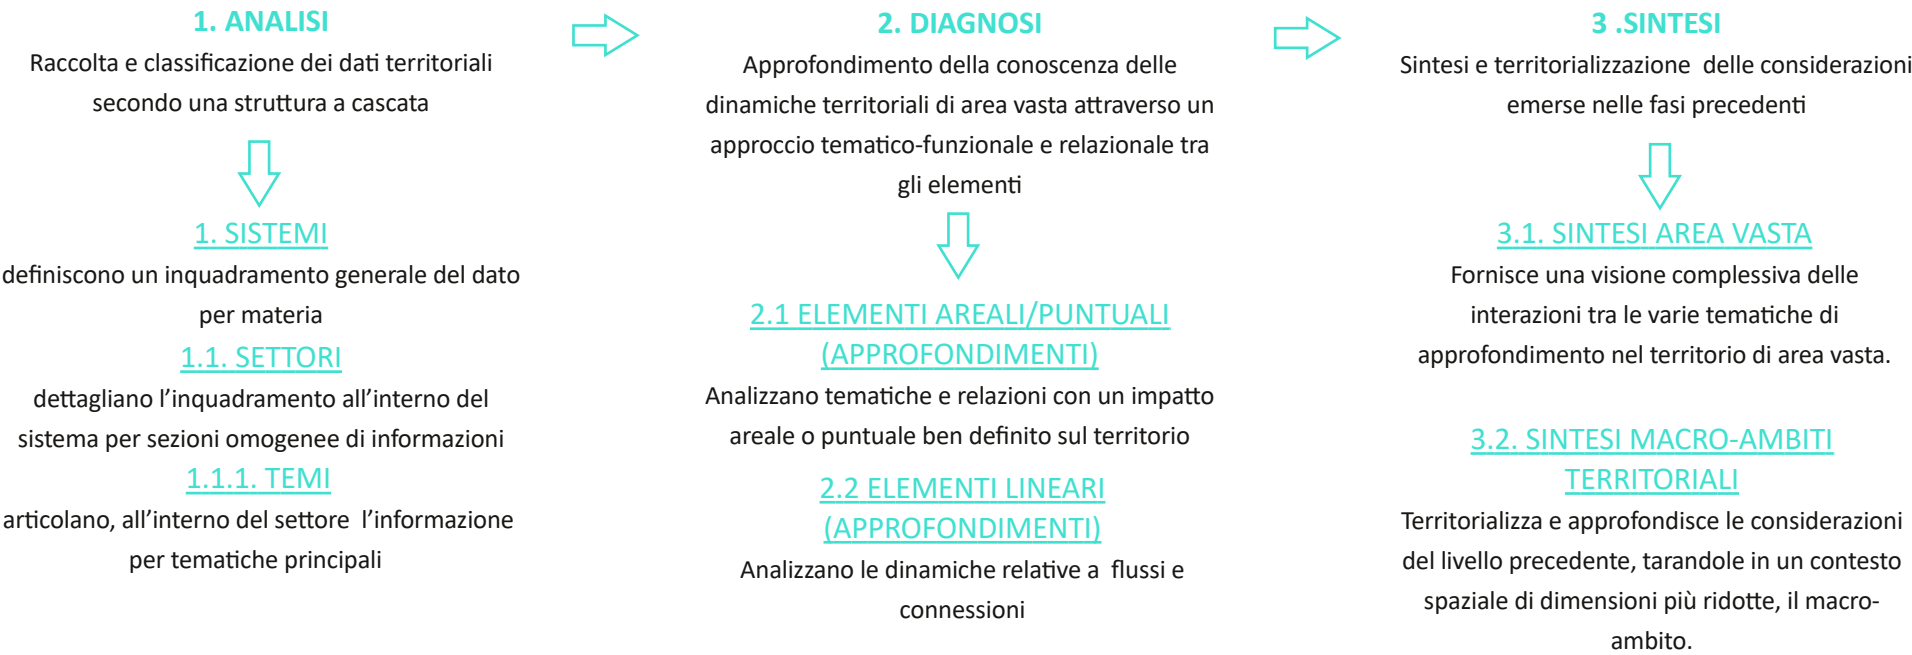 1. ANALISI
Raccolta e classificazione dei dati territoriali
secondo una struttura a cascata
1. SISTEMI
definiscono un inquadramento generale del dato
per materia
1.1. SETTORI
dettagliano l’inquadramento all’interno del
sistema per sezioni omogenee di informazioni
1.1.1. TEMI
articolano, all’interno del settore l’informazione
per tematiche principali
2. DIAGNOSI
Approfondimento della conoscenza delle
dinamiche territoriali di area vasta attraverso un
approccio tematico-funzionale e relazionale tra
gli elementi
2.1 ELEMENTI AREALI/PUNTUALI
(APPROFONDIMENTI)
Analizzano tematiche e relazioni con un impatto
areale o puntuale ben definito sul territorio
2.2 ELEMENTI LINEARI
(APPROFONDIMENTI)
Analizzano le dinamiche relative a flussi e
connessioni
3 .SINTESI
Sintesi e territorializzazione delle considerazioni
emerse nelle fasi precedenti
3.1. SINTESI AREA VASTA
Fornisce una visione complessiva delle
interazioni tra le varie tematiche di
approfondimento nel territorio di area vasta.
3.2. SINTESI MACRO-AMBITI
TERRITORIALI
Territorializza e approfondisce le considerazioni
del livello precedente, tarandole in un contesto
spaziale di dimensioni più ridotte, il macro-
ambito.